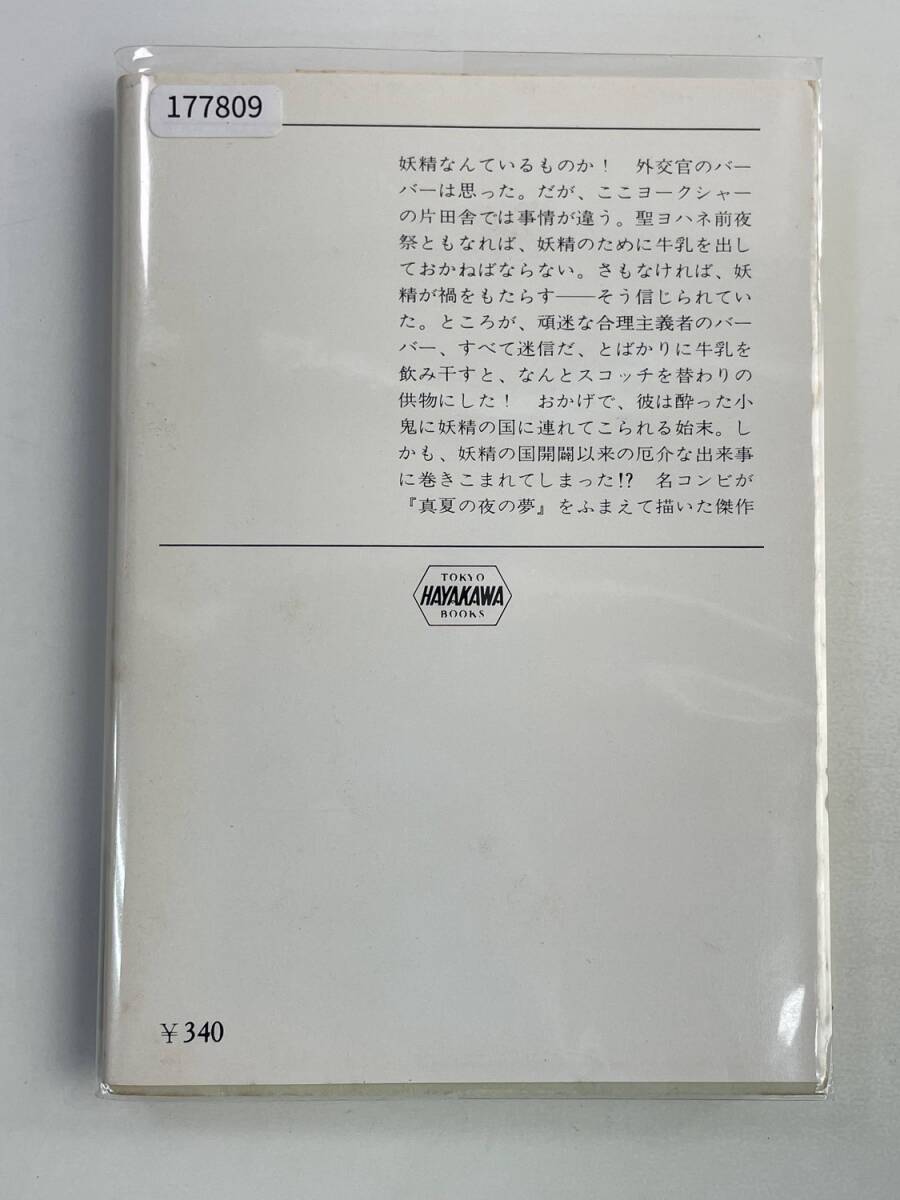 177809
妖精なんているものか！　外交官のバー
バーは思った。だが、ここヨークシャー
の片田舎では事情が違う。聖ヨハネ前夜
祭ともなれば、妖精のために牛乳を出し
ておかねばならない。さもなければ、妖
精が禍をもたらす――そう信じられてい
た。ところが、頑迷な合理主義者のバー
バー、すべて迷信だ、とばかりに牛乳を
飲み干すと、なんとスコッチを替わりの
供物にした！　おかげで、彼は酔った小
鬼に妖精の国に連れてこられる始末。し
かも、妖精の国開闢以来の厄介な出来事
に巻きこまれてしまった!?　名コンビが
『真夏の夜の夢』をふまえて描いた傑作
TOKYO
HAYAKAWA
BOOKS
￥340